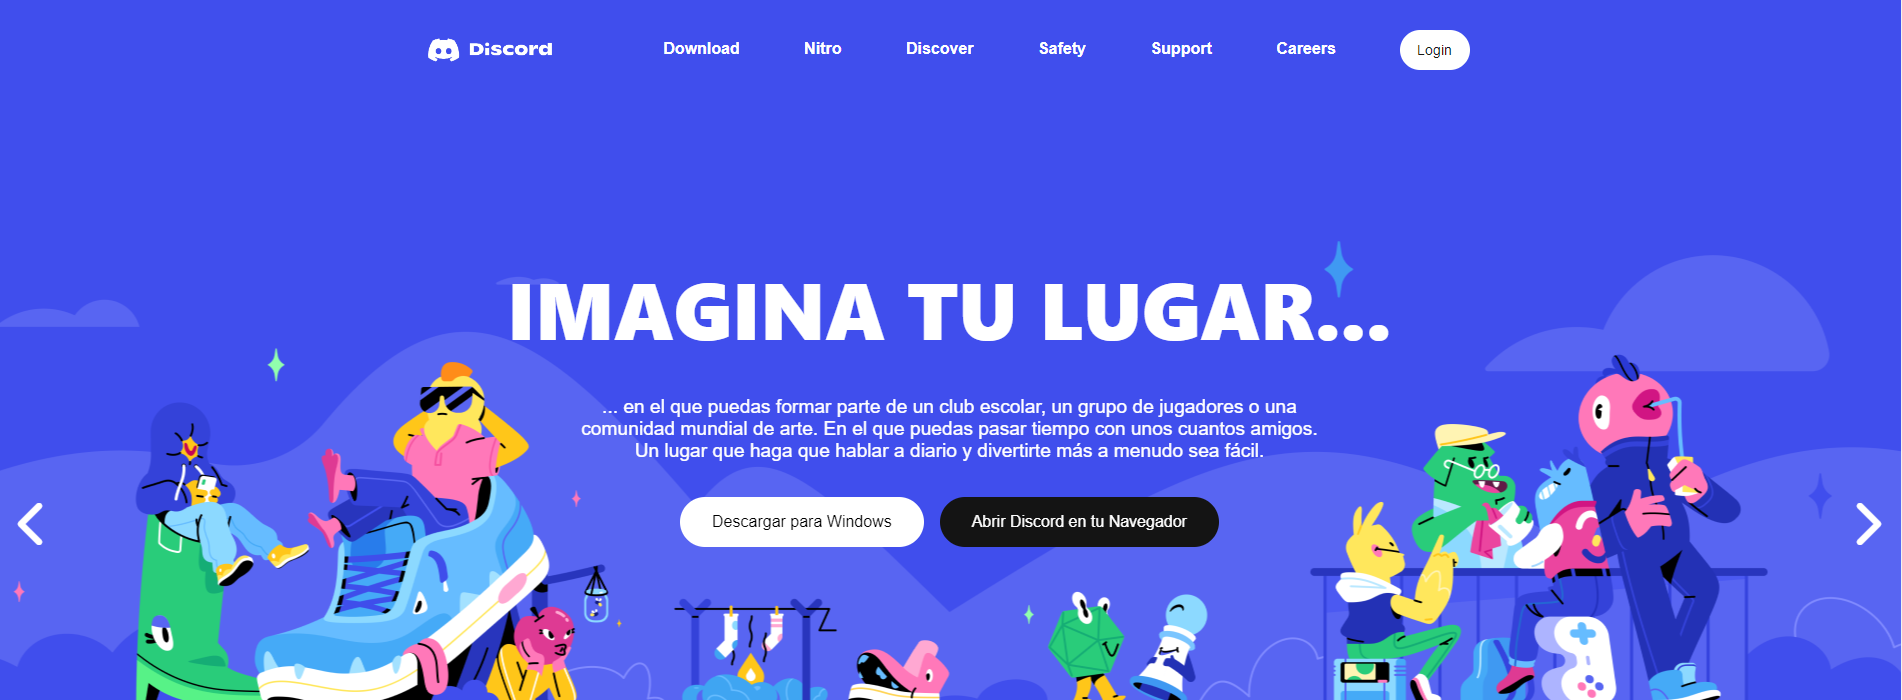 Discord
Download
Nitro
Discover
Safety
Support
Careers
Login
IMAGINA TU LUGAR...
... en el que puedas formar parte de un club escolar, un grupo de jugadores o una
comunidad mundial de arte. En el que puedas pasar tiempo con unos cuantos amigos.
Un lugar que haga que hablar a diario y divertirte más a menudo sea fácil.
Descargar para Windows
Abrir Discord en tu Navegador